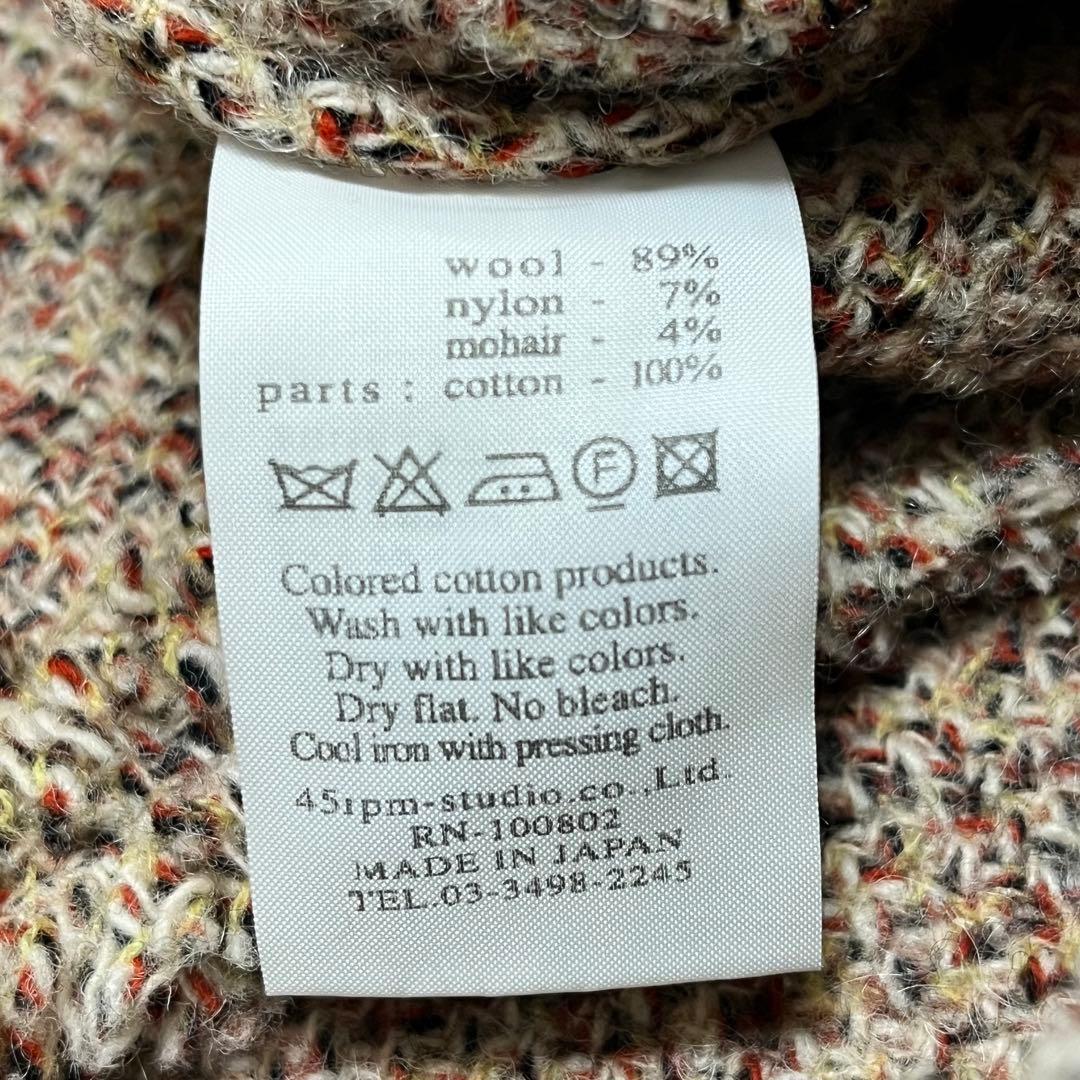 wool - 89%
nylon - 7%
mohair - 4%
parts : cotton - 100%
F
Colored cotton products.
Wash with like colors.
Dry with like colors.
Dry flat. No bleach.
Cool iron with pressing cloth.
45rpm-studio.co.,Ltd.
RN-100802
MADE IN JAPAN
TEL.03-3498-2245